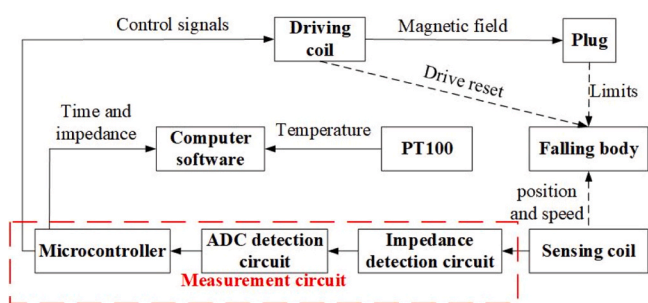 Control signals
Driving
coil
Magnetic field
Plug
Drive reset
Limits
Time and
impedance
Computer
software
Temperature
PT100
Falling body
position
and speed
Microcontroller
ADC detection
circuit
Impedance
detection circuit
Sensing coil
Measurement circuit